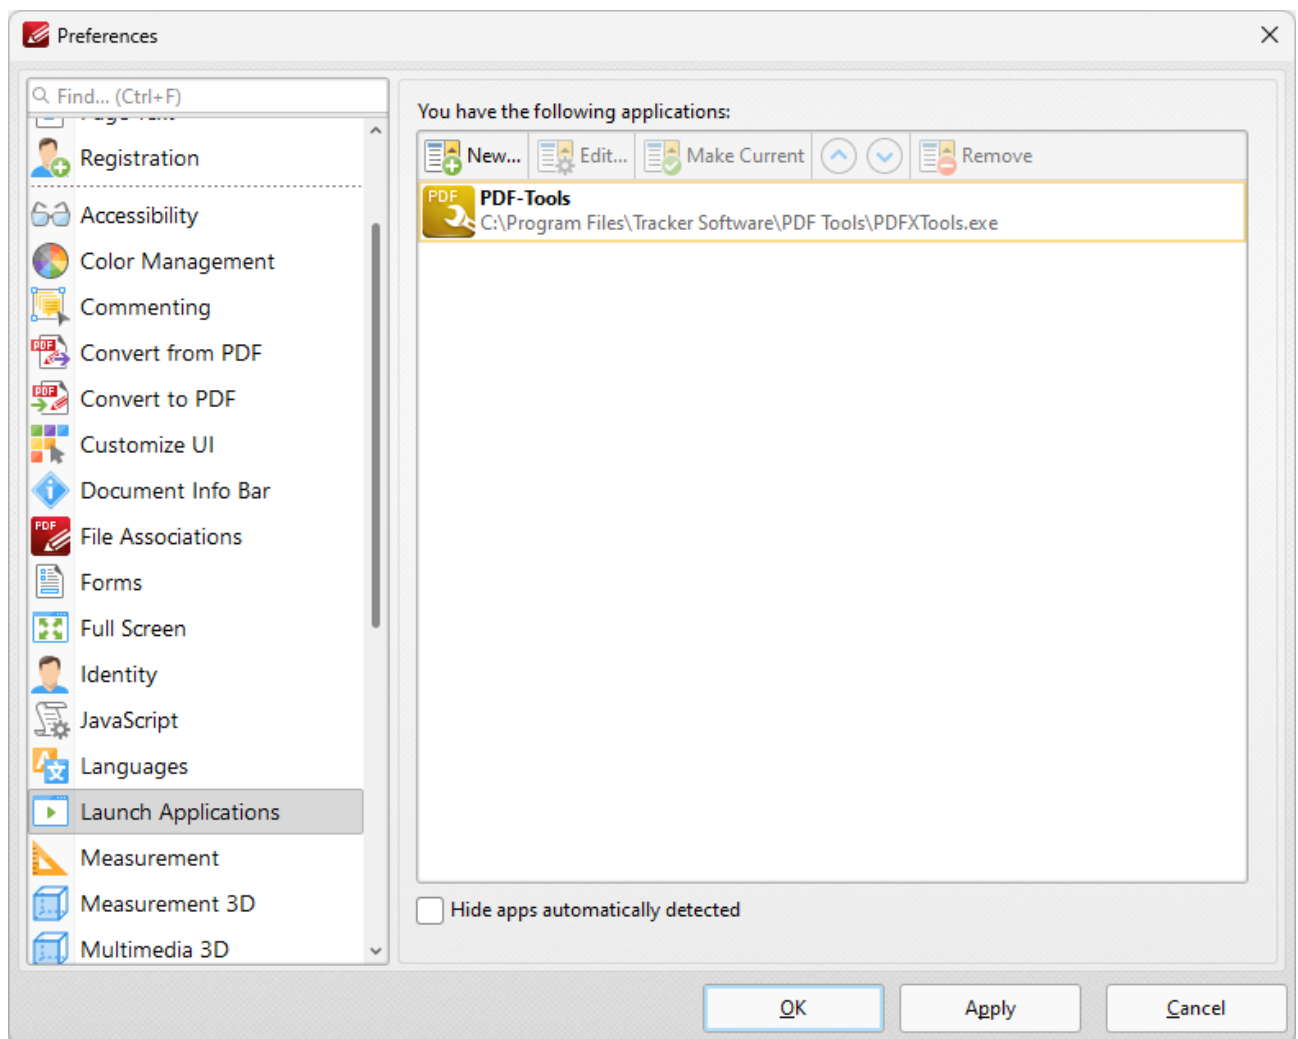 Preferences
Find... (Ctrl+F)
Registration
Accessibility
Color Management
Commenting
Convert from PDF
Convert to PDF
Customize UI
Document Info Bar
File Associations
Forms
Full Screen
Identity
JavaScript
Languages
Launch Applications
Measurement
Measurement 3D
Multimedia 3D
You have the following applications:
New... Edit... Make Current Remove
PDF-Tools
C:\Program Files\Tracker Software\PDF Tools\PDFXTools.exe
Hide apps automatically detected
OK Apply Cancel